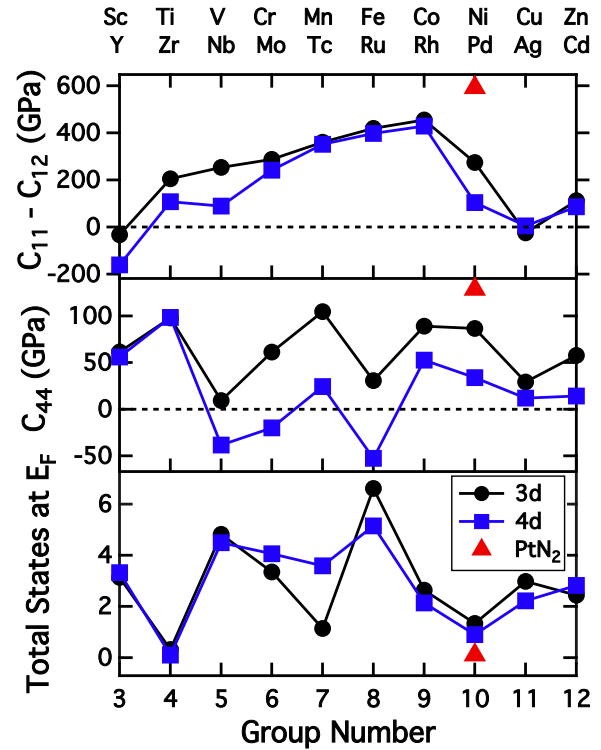 Sc Ti V Cr Mn Fe Co Ni Cu Zn
Y Zr Nb Mo Tc Ru Rh Pd Ag Cd
C₁₁ - C₁₂ (GPa)
600
400
200
0
-200
C₄₄ (GPa)
100
50
0
-50
Total States at E_F
6
4
2
0
3d
4d
PtN₂
3 4 5 6 7 8 9 10 11 12
Group Number